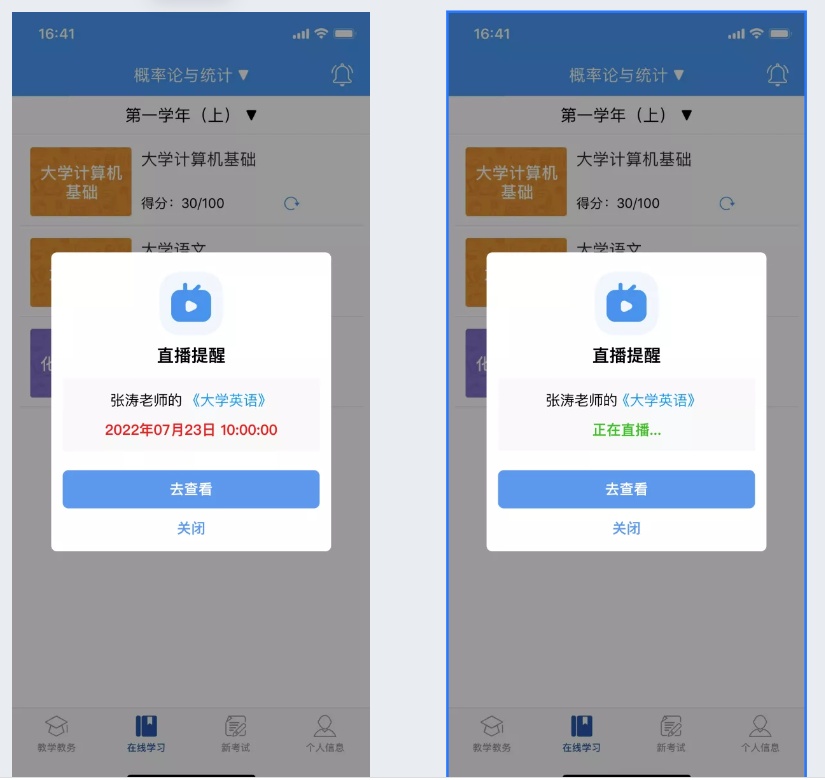 16:41
概率论与统计▼
第一学年（上） ▼
大学计算机
基础
大学计算机基础
得分：30/100
大学语文
化
直播提醒
张涛老师的 《大学英语》
2022年07月23日 10:00:00
去查看
关闭
教学教务
在线学习
新考试
个人信息
16:41
概率论与统计▼
第一学年（上） ▼
大学计算机
基础
大学计算机基础
得分：30/100
大学语文
化
直播提醒
张涛老师的《大学英语》
正在直播...
去查看
关闭
教学教务
在线学习
新考试
个人信息